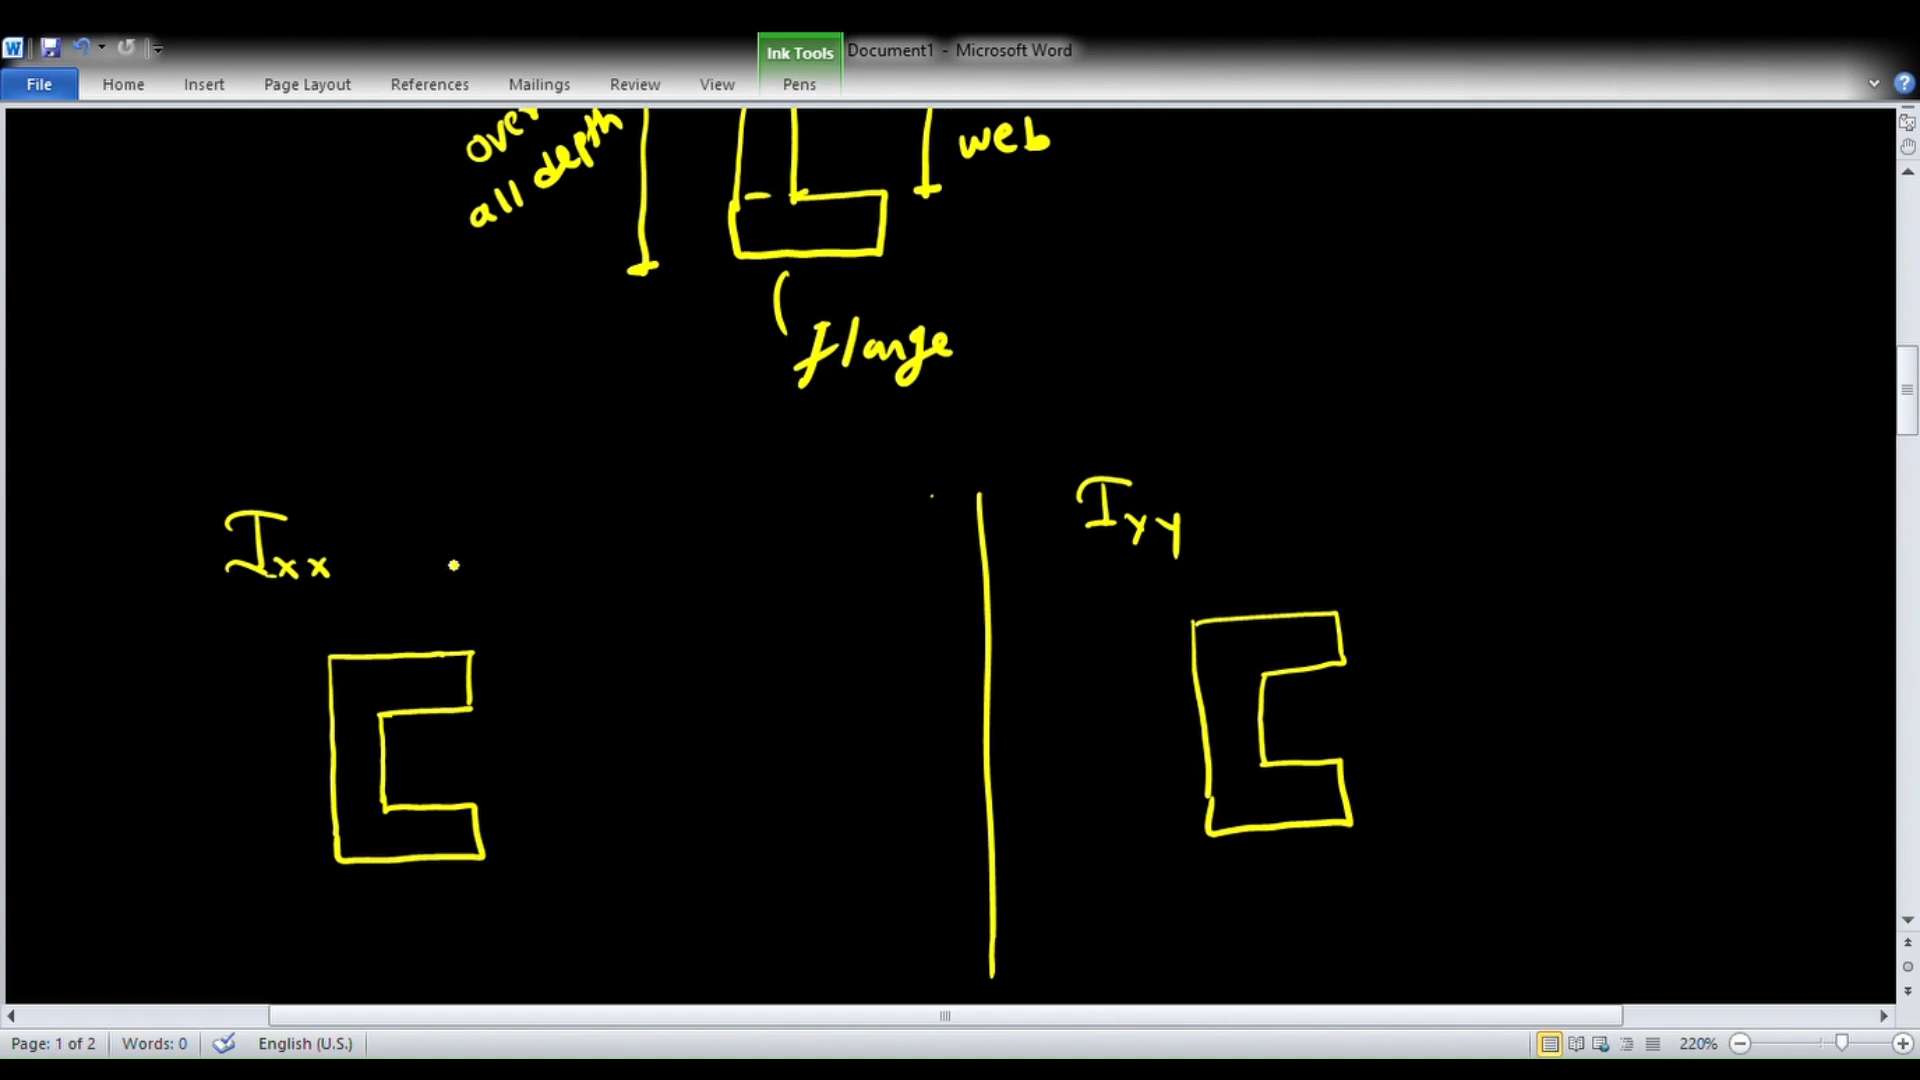 Ink Tools
Document1 - Microsoft Word
File Home Insert Page Layout References Mailings Review View Pens
over
all depth
web
flange
Ixx
Iyy
Page: 1 of 2 Words: 0 English (U.S.) 220%